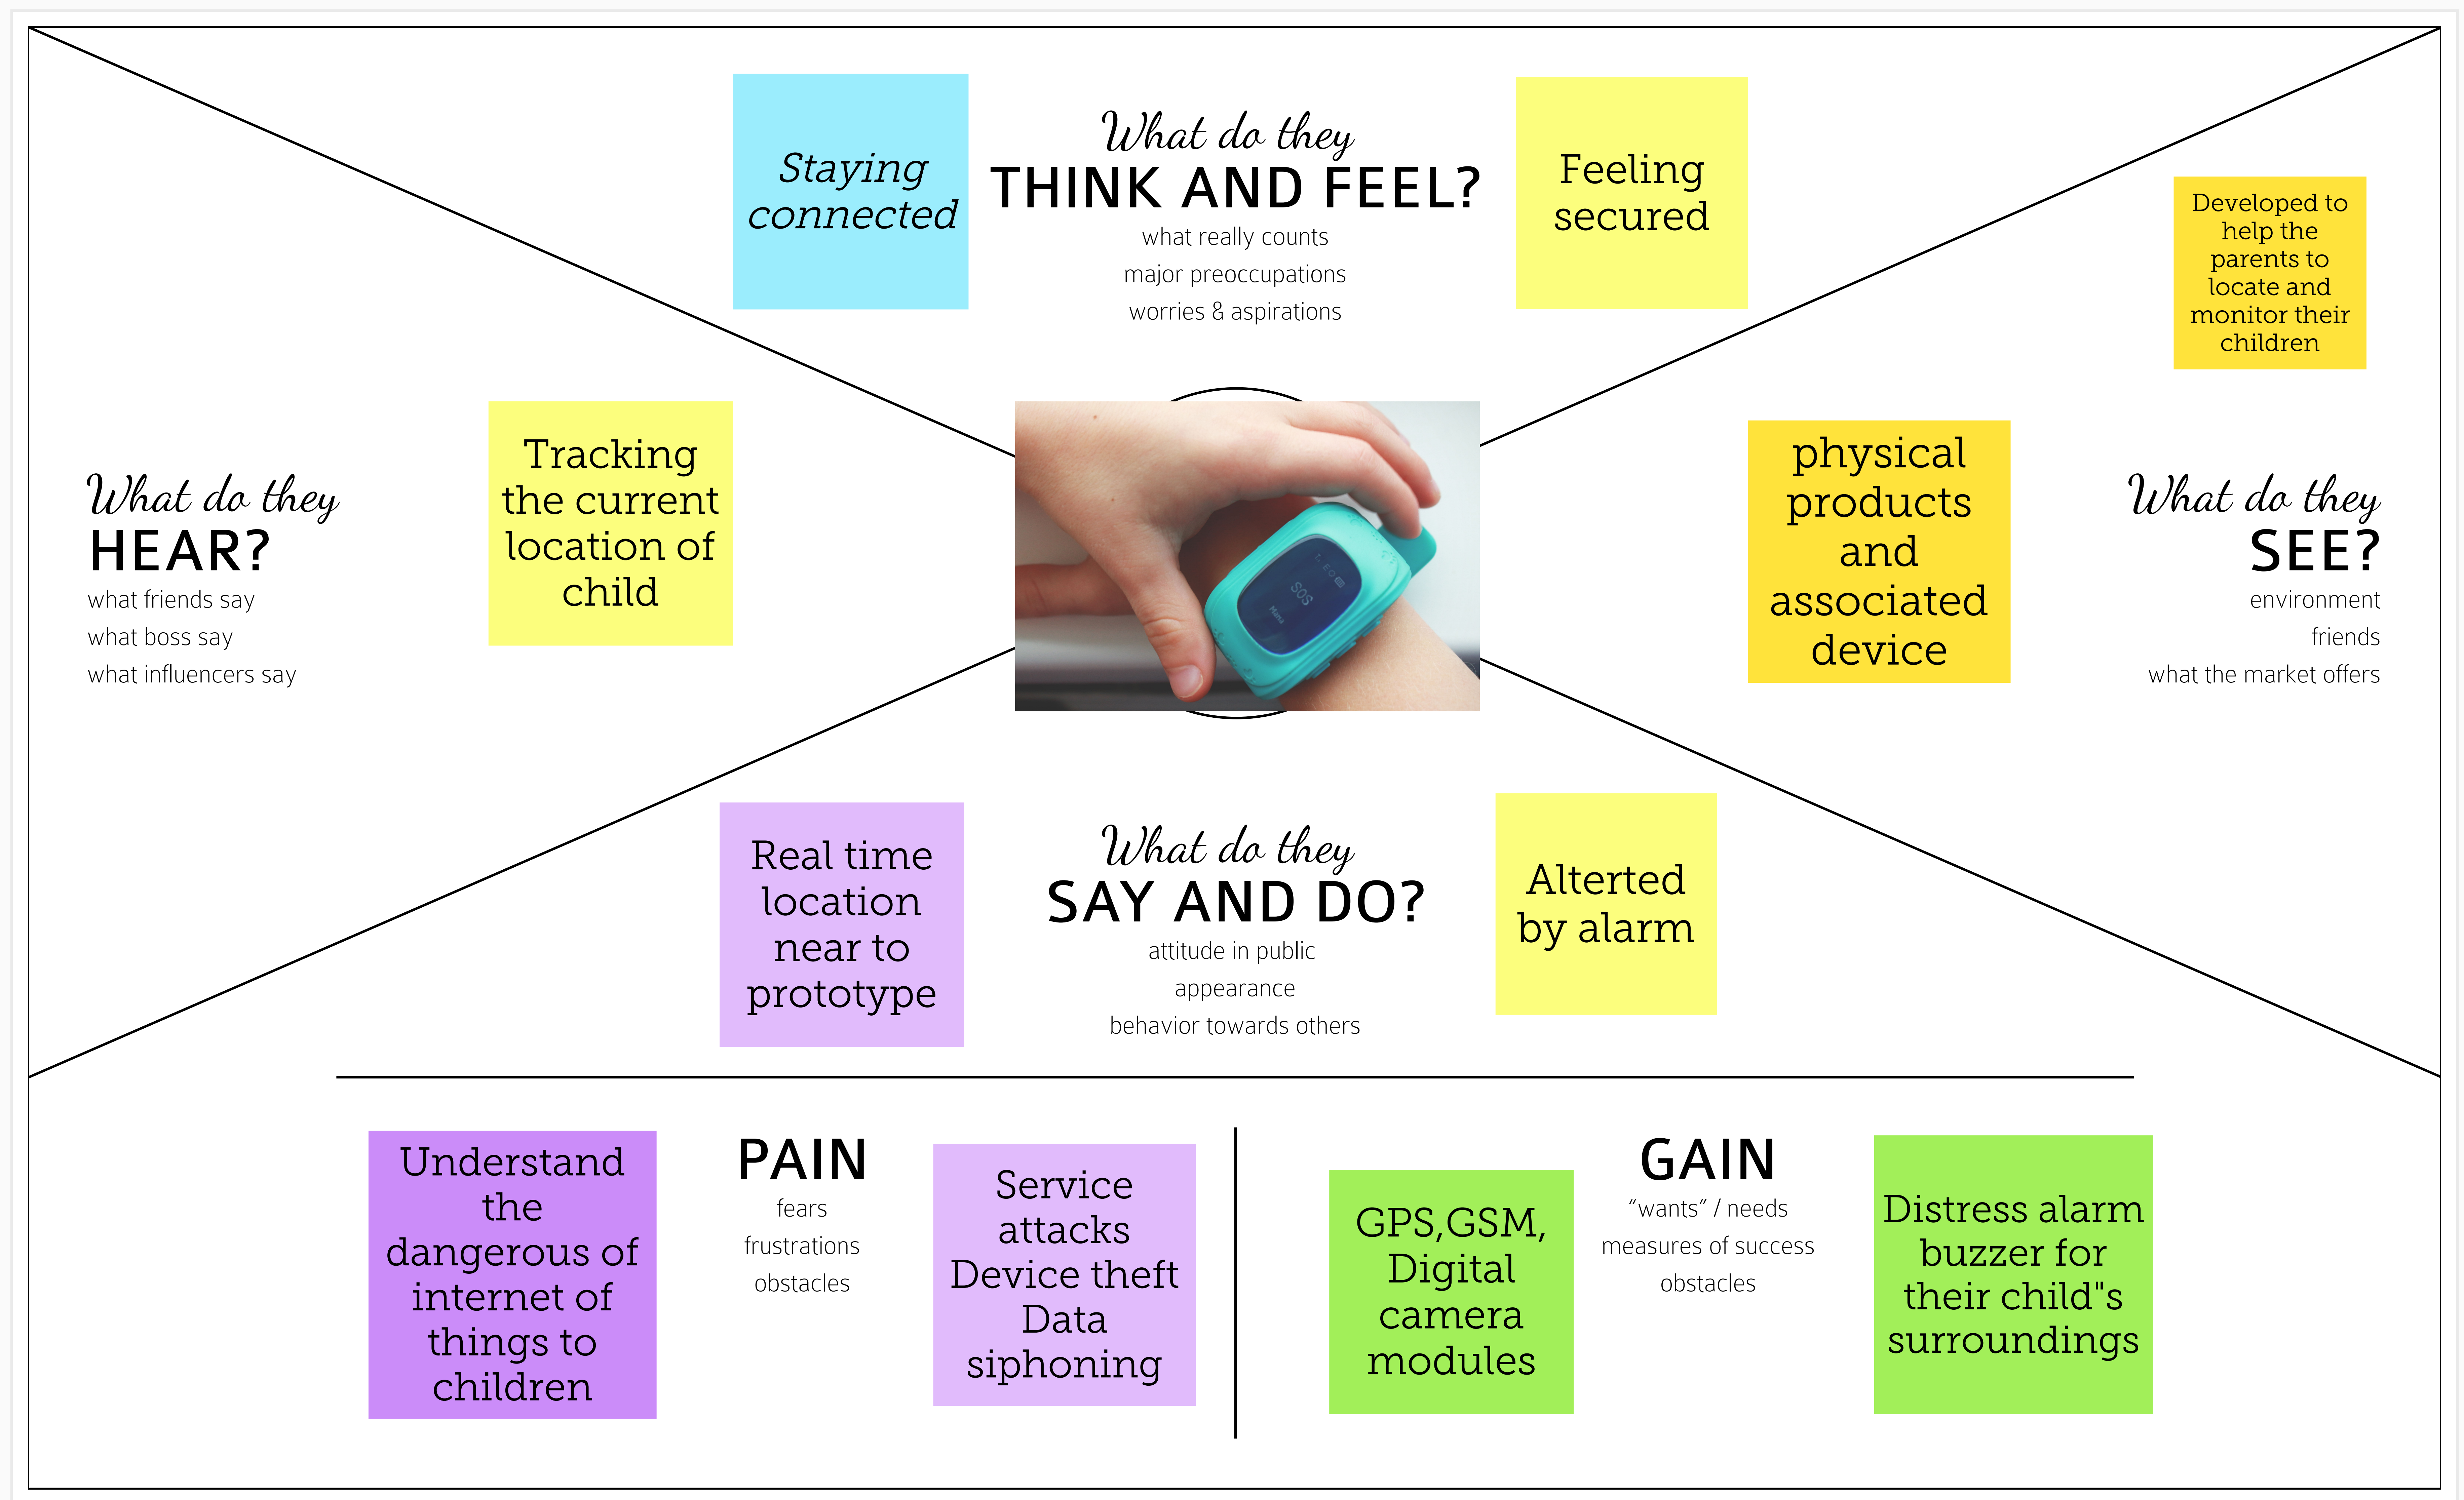 Staying
connected
What do they
THINK AND FEEL?
what really counts
major preoccupations
worries & aspirations
Feeling
secured
Developed to
help the
parents to
locate and
monitor their
children
What do they
HEAR?
what friends say
what boss say
what influencers say
Tracking
the current
location of
child
SOS
Mama
physical
products
and
associated
device
What do they
SEE?
environment
friends
what the market offers
Real time
location
near to
prototype
What do they
SAY AND DO?
attitude in public
appearance
behavior towards others
Alterted
by alarm
Understand
the
dangerous of
internet of
things to
children
PAIN
fears
frustrations
obstacles
Service
attacks
Device theft
Data
siphoning
GPS,GSM,
Digital
camera
modules
GAIN
“wants” / needs
measures of success
obstacles
Distress alarm
buzzer for
their child"s
surroundings